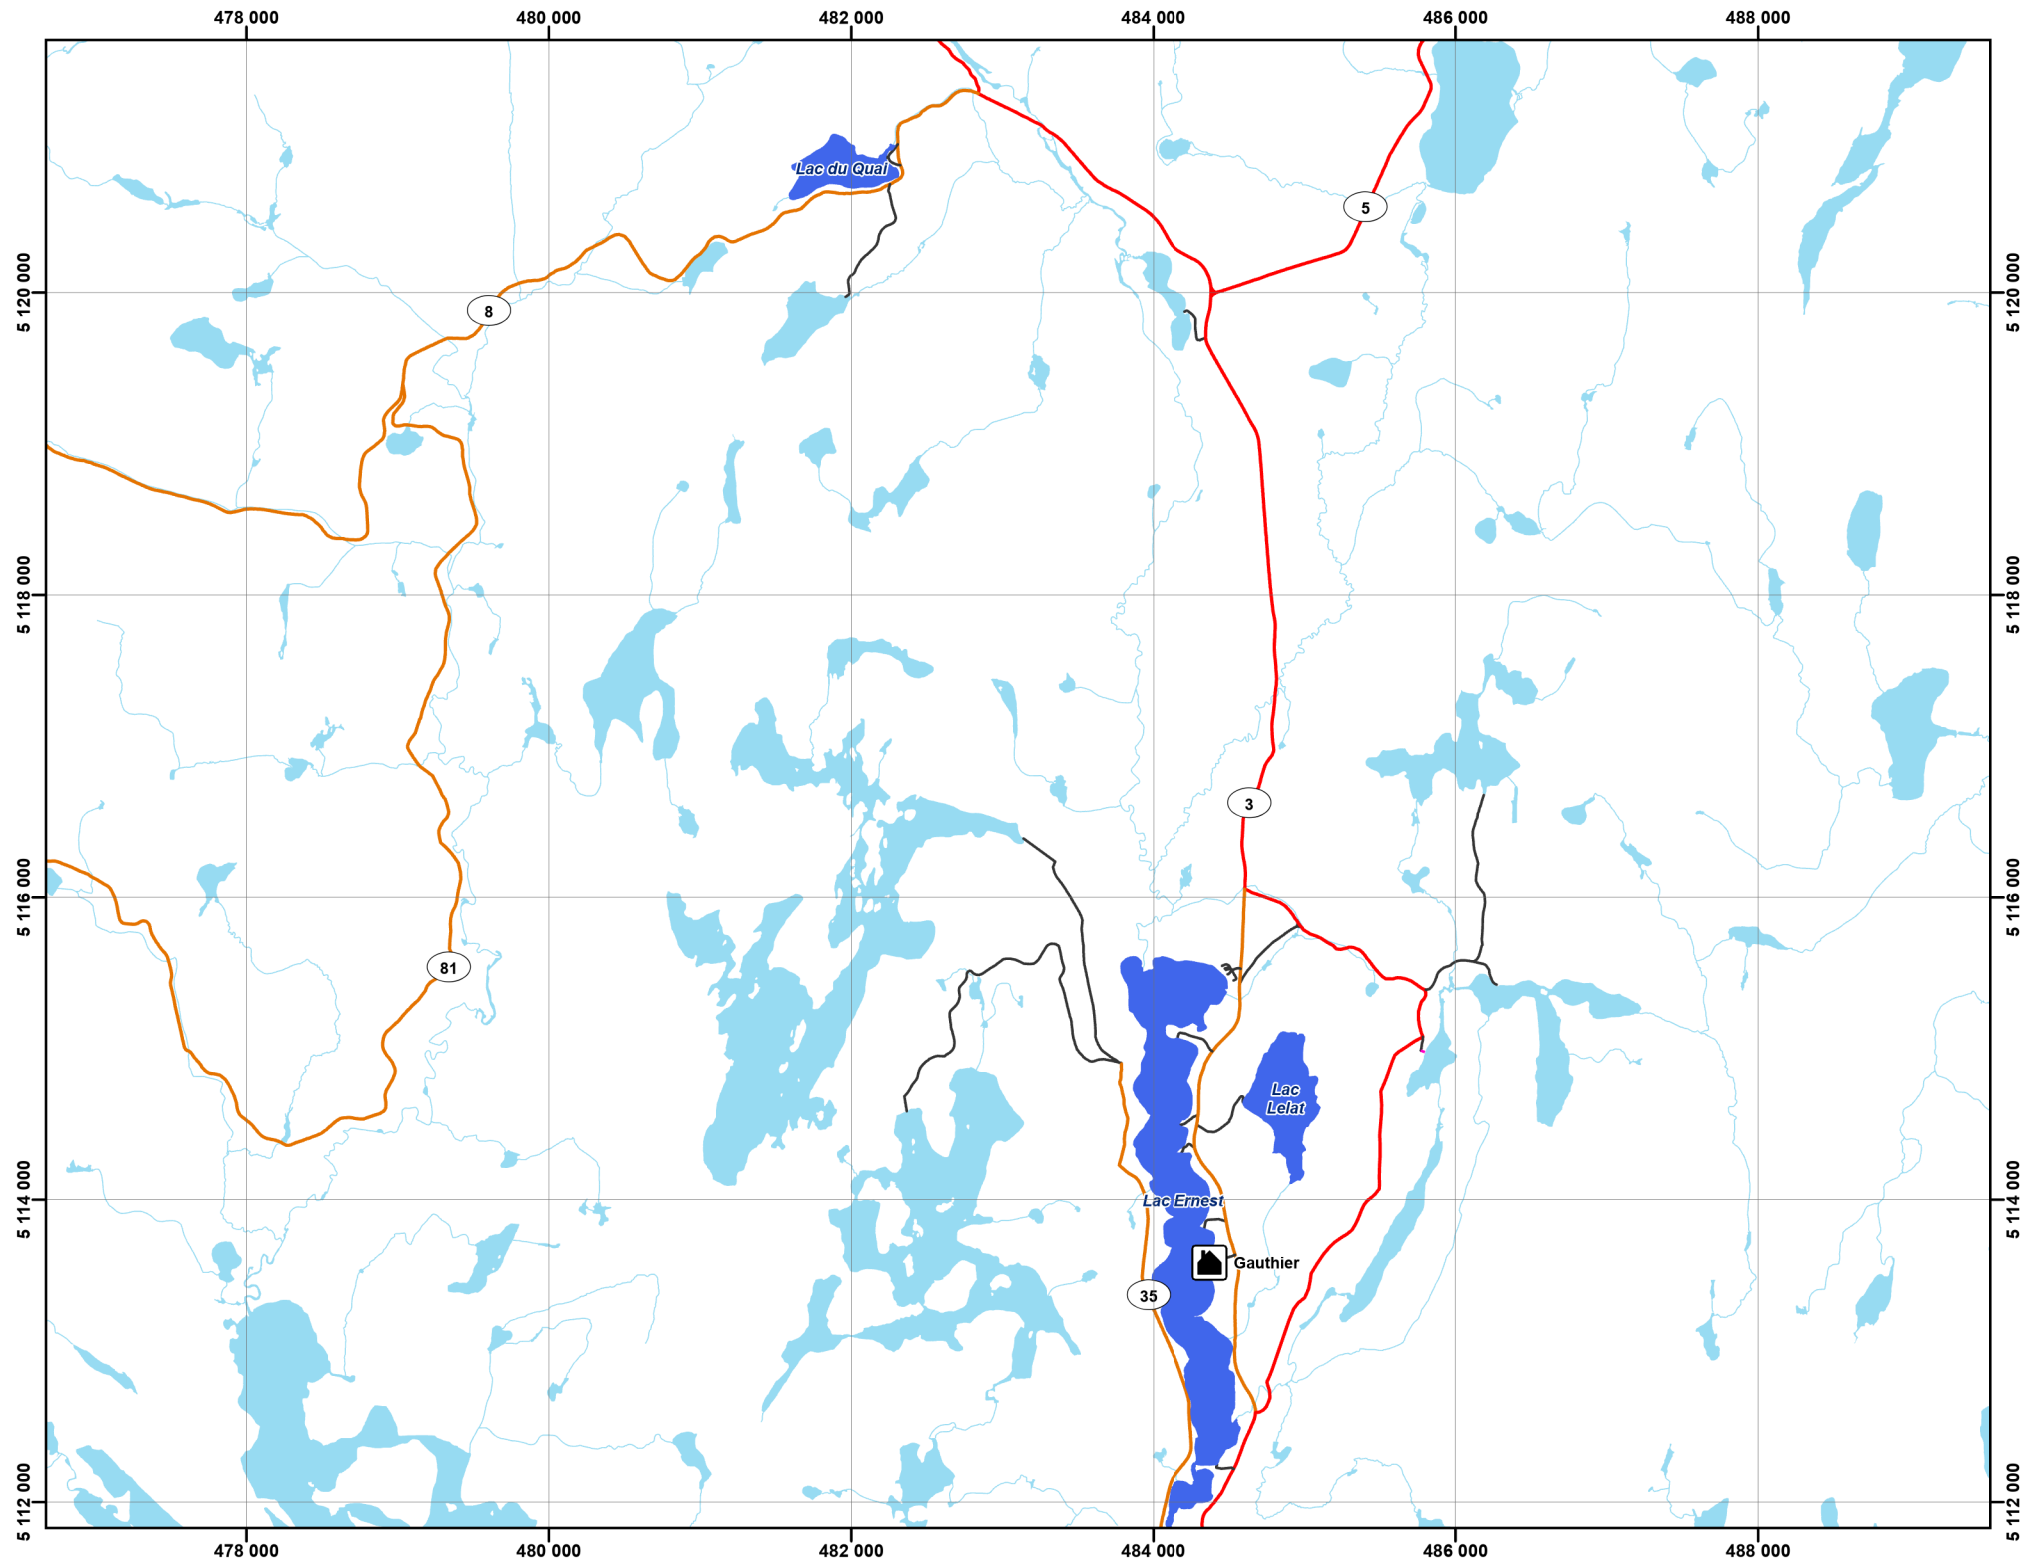 478 000 480 000 482 000 484 000 486 000 488 000
Lac du Quai
5
5 120 000 5 120 000
8
5 118 000 5 118 000
3
5 116 000 5 116 000
81
Lac
Lelat
5 114 000 5 114 000
Lac Ernest
Gauthier
35
5 112 000 5 112 000
478 000 480 000 482 000 484 000 486 000 488 000